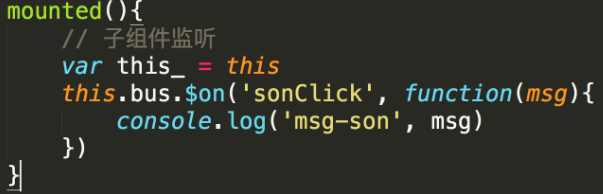 mounted(){
// 子组件监听
var this_ = this
this.bus.$on('sonClick', function(msg){
console.log('msg-son', msg)
})
}